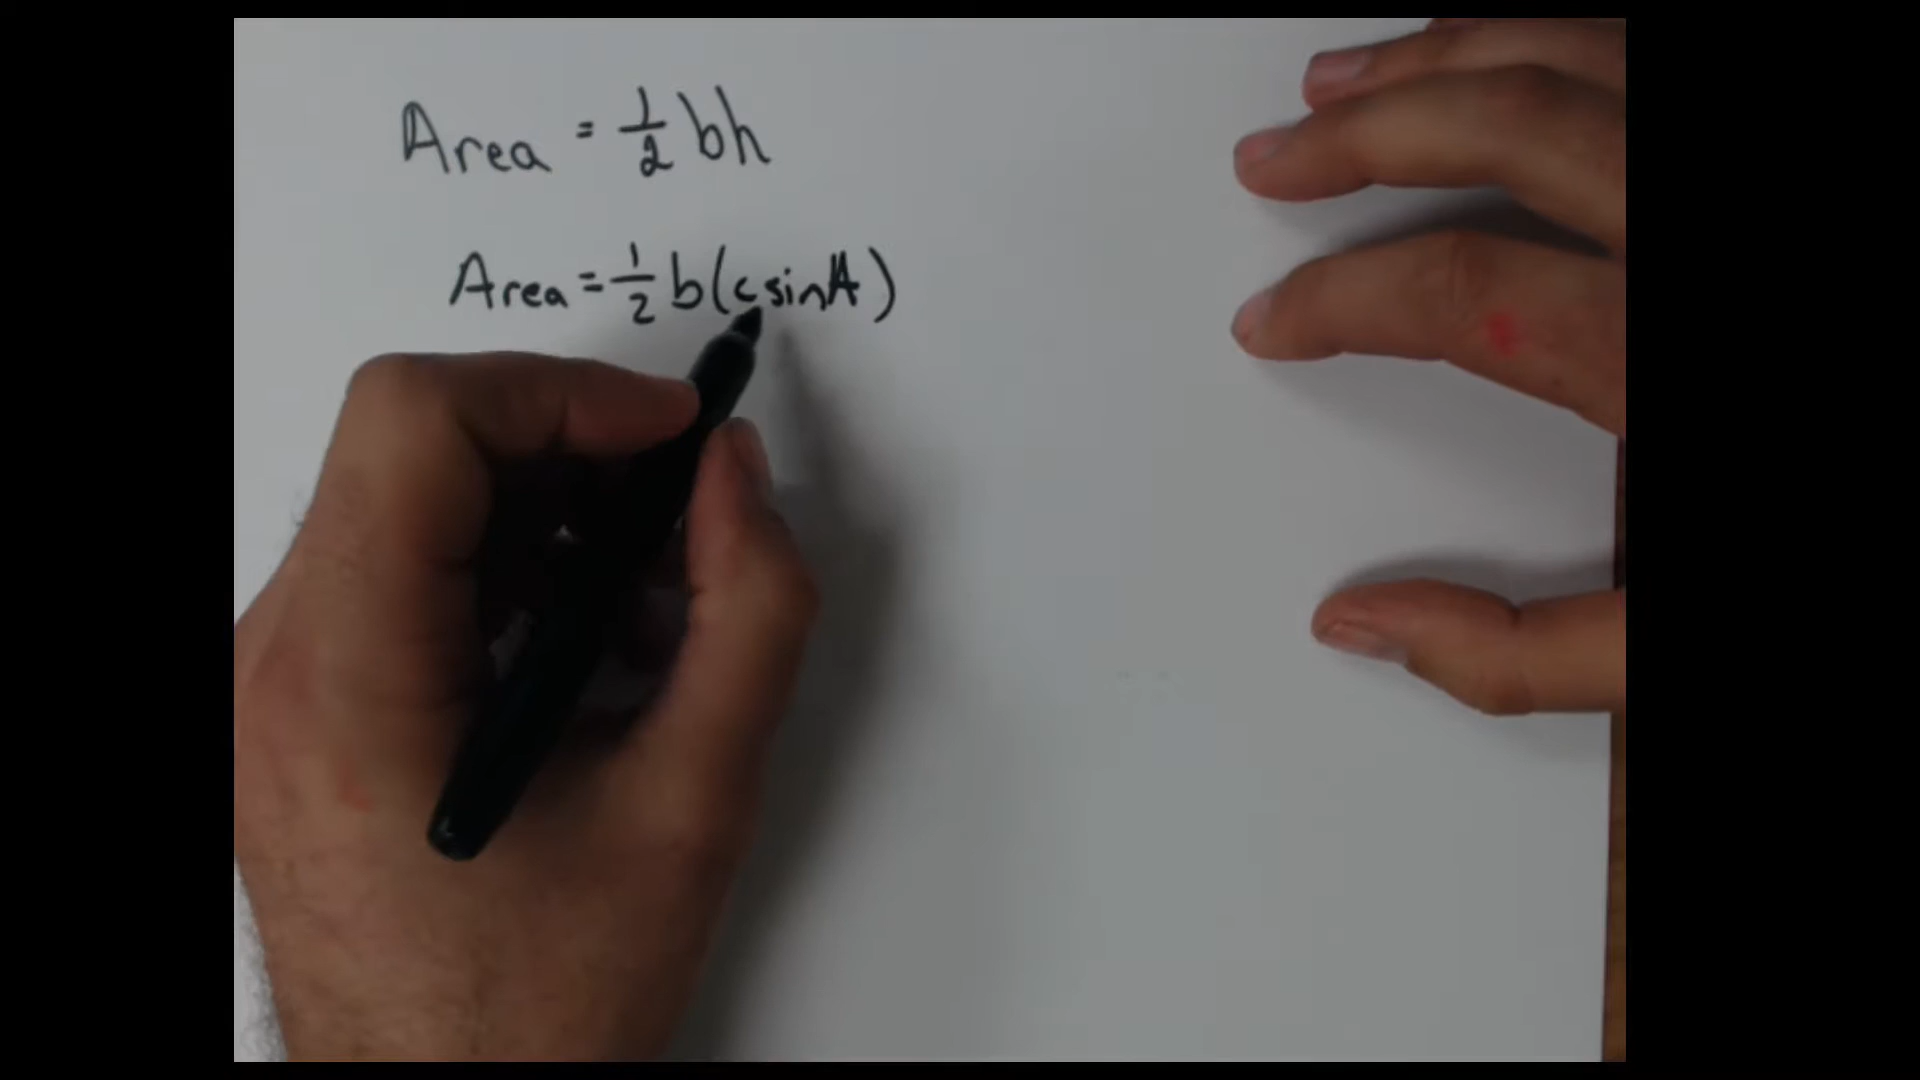 Area = 1/2 bh
Area = 1/2 b(c sinA)